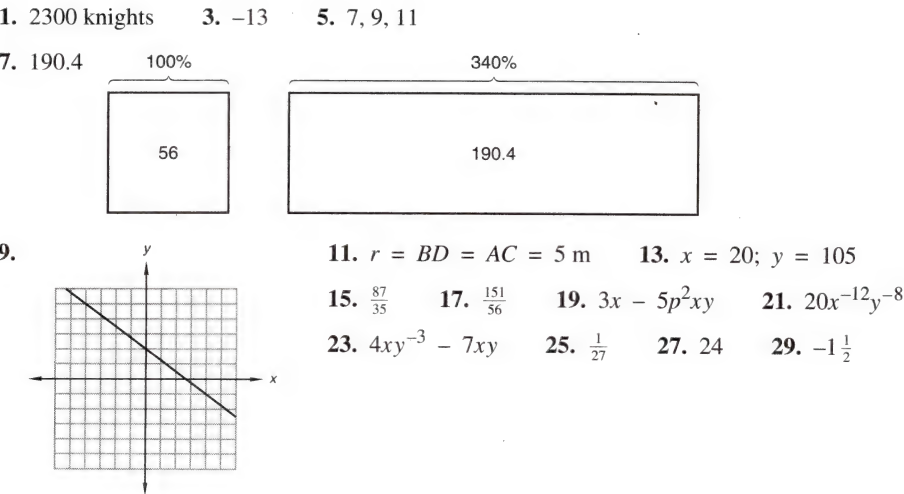 1. 2300 knights 3. –13 5. 7, 9, 11
7. 190.4 100% 340%
56 190.4
9. y 11. r = BD = AC = 5 m 13. x = 20; y = 105
15. 87/35 17. 151/56 19. 3x – 5p²xy 21. 20x⁻¹²y⁻⁸
23. 4xy⁻³ – 7xy 25. 1/27 27. 24 29. –1 1/2
x